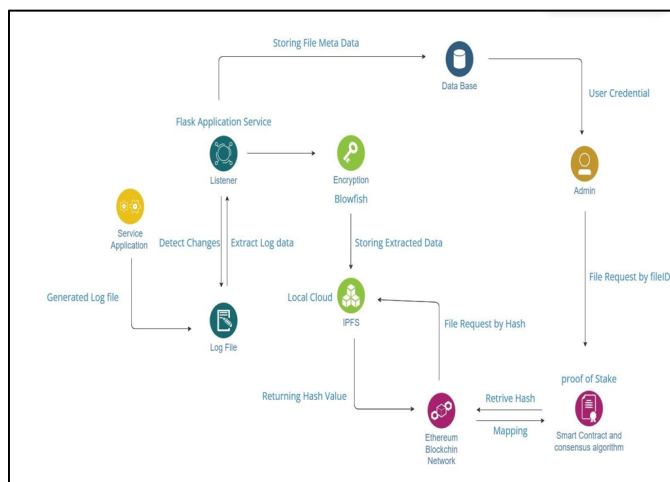 Storing File Meta Data
Data Base
User Credential
Flask Application Service
Listener
Encryption
Blowfish
Admin
Service
Application
Detect Changes
Extract Log data
Storing Extracted Data
File Request by fileID
Generated Log file
Local Cloud
IPFS
File Request by Hash
Log File
Returning Hash Value
proof of Stake
Retrive Hash
Mapping
Ethereum
Blockchin
Network
Smart Contract and
consensus algorithm